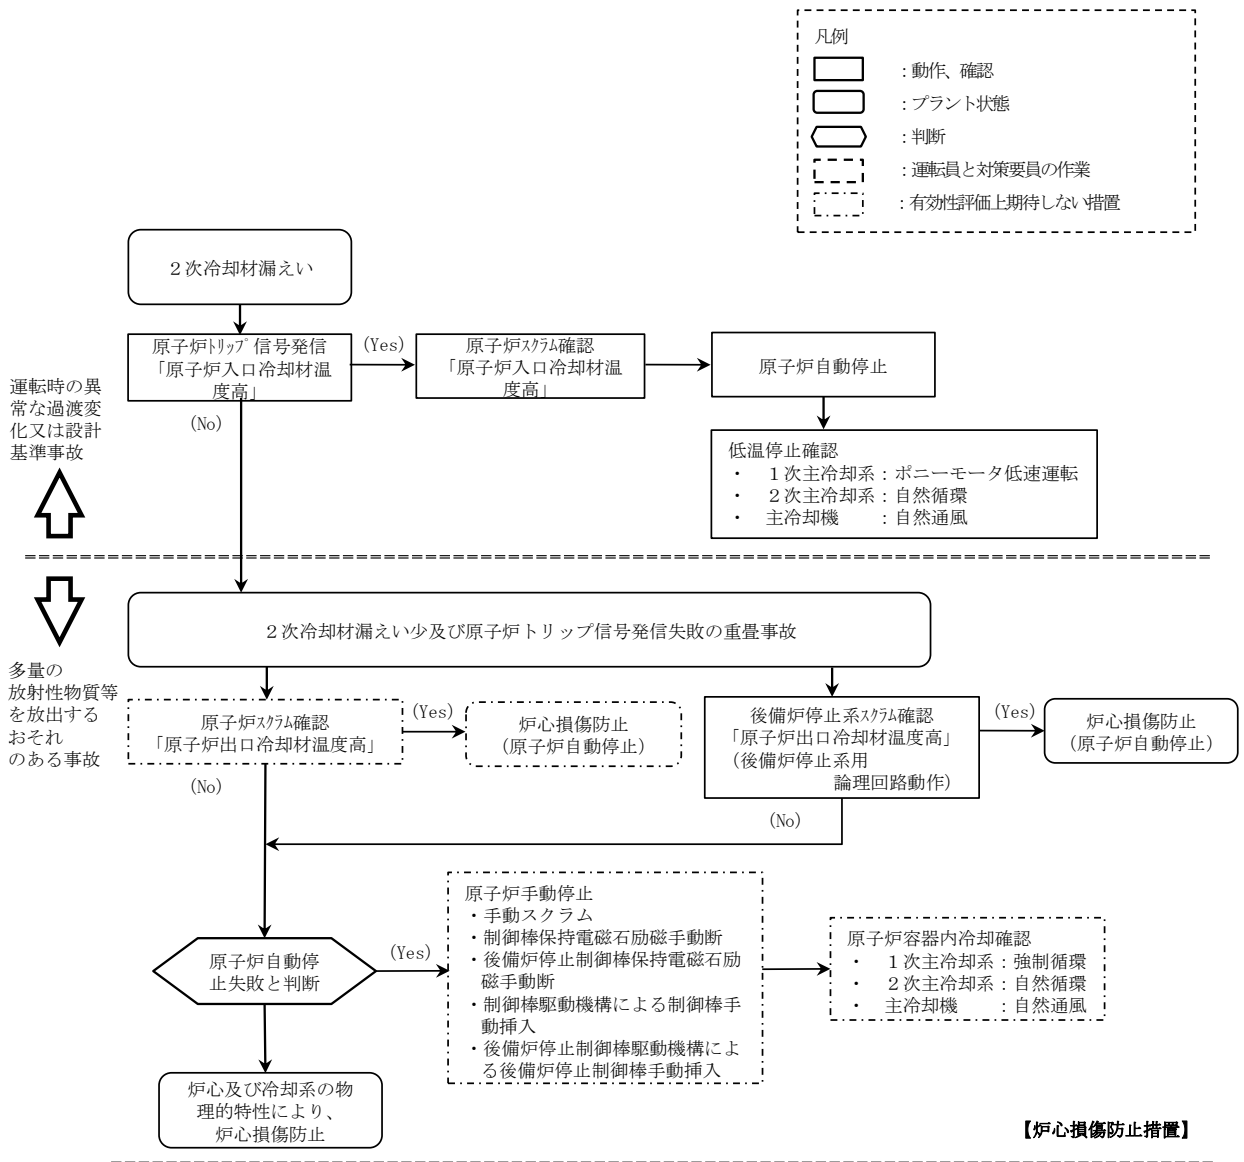 凡例
：動作、確認
：プラント状態
：判断
：運転員と対策要員の作業
：有効性評価上期待しない措置
２次冷却材漏えい
原子炉ﾄﾘｯﾌﾟ信号発信
「原子炉入口冷却材温
度高」
(Yes)
原子炉ｽｸﾗﾑ確認
「原子炉入口冷却材温
度高」
原子炉自動停止
(No)
低温停止確認
・　１次主冷却系：ポニーモータ低速運転
・　２次主冷却系：自然循環
・　主冷却機　　：自然通風
運転時の異
常な過渡変
化又は設計
基準事故
２次冷却材漏えい少及び原子炉トリップ信号発信失敗の重畳事故
多量の
放射性物質等
を放出する
おそれ
のある事故
原子炉ｽｸﾗﾑ確認
「原子炉出口冷却材温度高」
(Yes)
炉心損傷防止
（原子炉自動停止）
後備炉停止系ｽｸﾗﾑ確認
「原子炉出口冷却材温度高」
（後備炉停止系用
論理回路動作）
(Yes)
炉心損傷防止
（原子炉自動停止）
(No)
(No)
原子炉自動停
止失敗と判断
(Yes)
原子炉手動停止
・手動スクラム
・制御棒保持電磁石励磁手動断
・後備炉停止制御棒保持電磁石励
磁手動断
・制御棒駆動機構による制御棒手
動挿入
・後備炉停止制御棒駆動機構によ
る後備炉停止制御棒手動挿入
原子炉容器内冷却確認
・　１次主冷却系：強制循環
・　２次主冷却系：自然循環
・　主冷却機　　：自然通風
炉心及び冷却系の物
理的特性により、
炉心損傷防止
【炉心損傷防止措置】